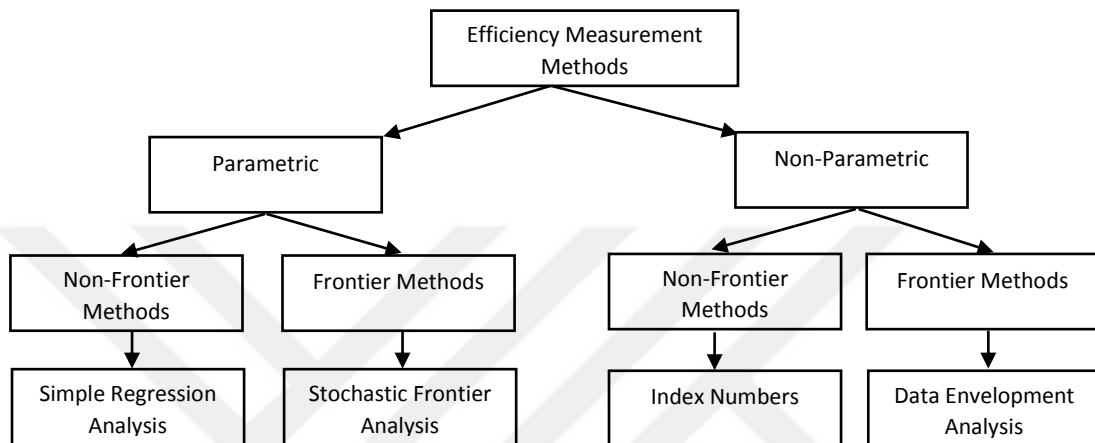 Efficiency Measurement
Methods
Parametric
Non-Parametric
Non-Frontier
Methods
Frontier Methods
Non-Frontier
Methods
Frontier Methods
Simple Regression
Analysis
Stochastic Frontier
Analysis
Index Numbers
Data Envelopment
Analysis